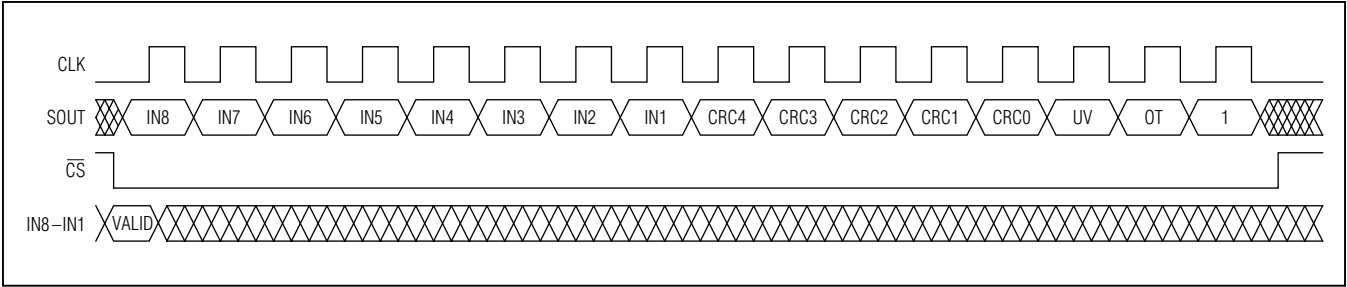 CLK
SOUT IN8 IN7 IN6 IN5 IN4 IN3 IN2 IN1 CRC4 CRC3 CRC2 CRC1 CRC0 UV OT 1
C̅S̅
IN8–IN1 VALID